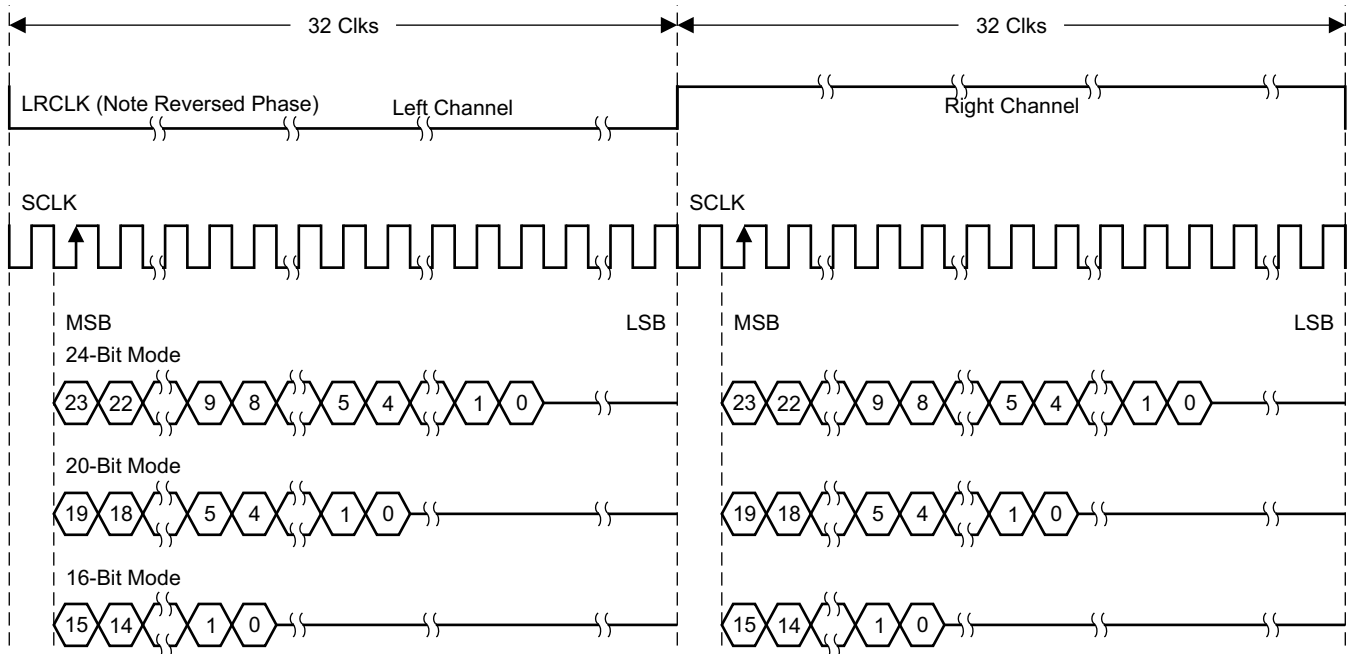 32 Clks 32 Clks
LRCLK (Note Reversed Phase) Left Channel Right Channel
SCLK SCLK
MSB LSB MSB LSB
24-Bit Mode
23 22 9 8 5 4 1 0 23 22 9 8 5 4 1 0
20-Bit Mode
19 18 5 4 1 0 19 18 5 4 1 0
16-Bit Mode
15 14 1 0 15 14 1 0